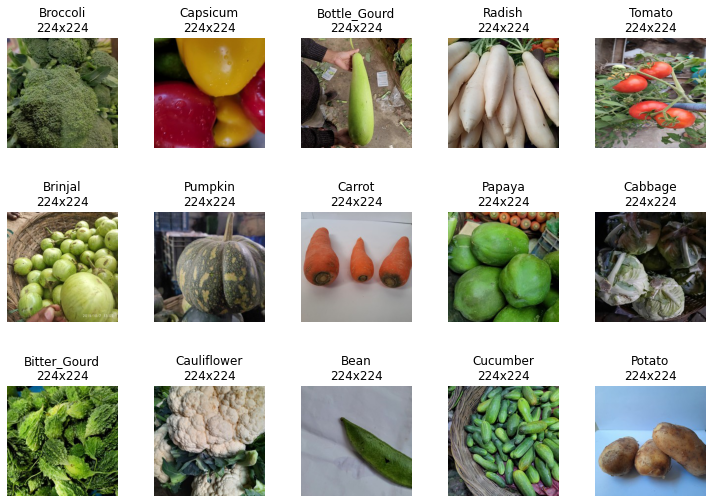 Broccoli
224x224
Capsicum
224x224
Bottle_Gourd
224x224
Radish
224x224
Tomato
224x224
Brinjal
224x224
Pumpkin
224x224
Carrot
224x224
Papaya
224x224
Cabbage
224x224
Bitter_Gourd
224x224
Cauliflower
224x224
Bean
224x224
Cucumber
224x224
Potato
224x224